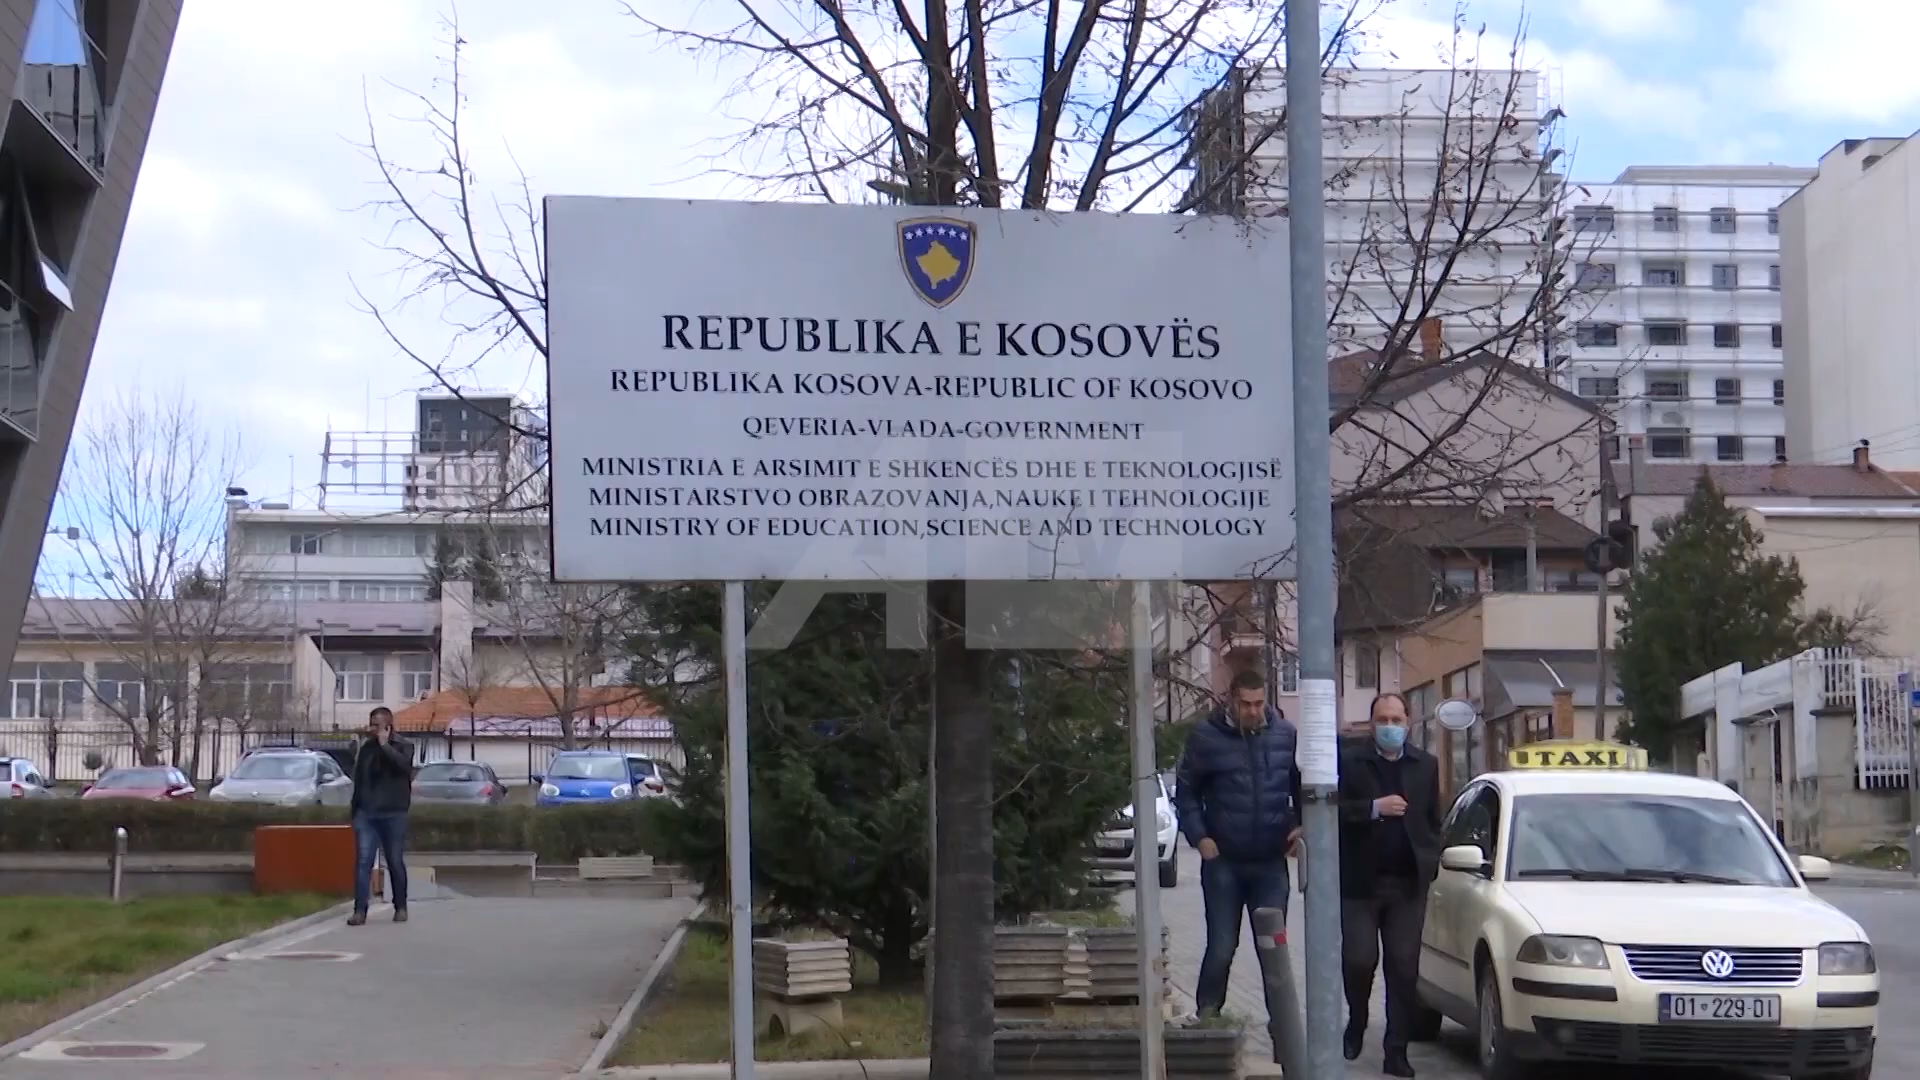 REPUBLIKA E KOSOVËS
REPUBLIKA KOSOVA-REPUBLIC OF KOSOVO
QEVERIA-VLADA-GOVERNMENT
MINISTRIA E ARSIMIT E SHKENCËS DHE E TEKNOLOGJISË
MINISTARSTVO OBRAZOVANJA,NAUKE I TEHNOLOGIJE
MINISTRY OF EDUCATION,SCIENCE AND TECHNOLOGY
TAXI
01-229-DI